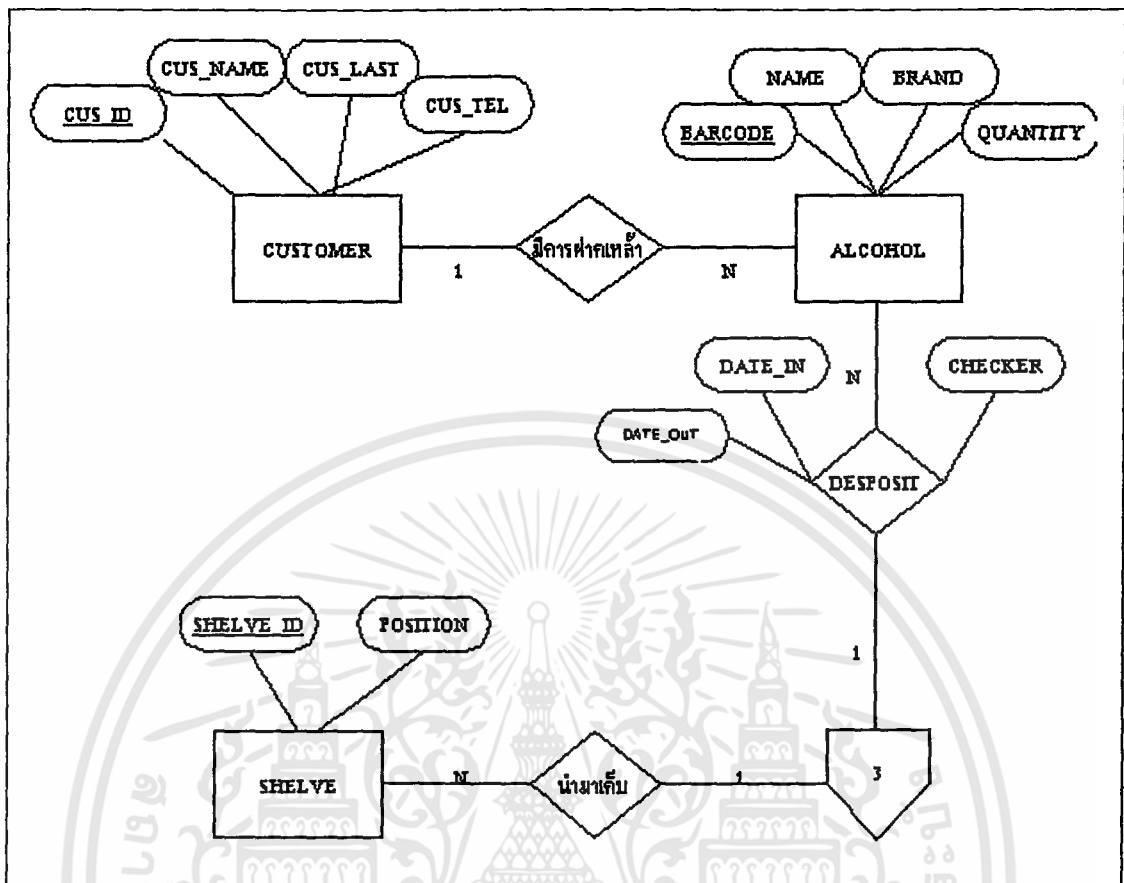 CUS_NAME
CUS_LAST
CUS_ID
CUS_TEL
NAME
BRAND
BARCODE
QUANTITY
CUSTOMER
1
มีการฝากเหล้า
N
ALCOHOL
DATE_IN
N
CHECKER
DATE_OuT
DESPOSIT
SHELVE_ID
POSITION
1
SHELVE
N
นำมาเก็บ
1
3